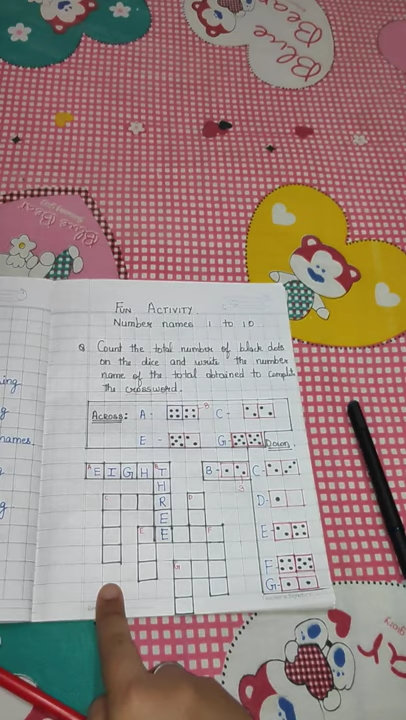 Blue Bear
Blue Bear
FUN ACTIVITY.
Number names 1 to 10
Q Count the total number of black dots
on the dice and write the number
name of the total obtained to complete
the crossword.
ACROSS: A - 8 C -
E - G - DOWN.
A E I G H B T B - C -
H 3
C R D D -
E
E E F E -
G F -
G -
ing
g
names.
g
g